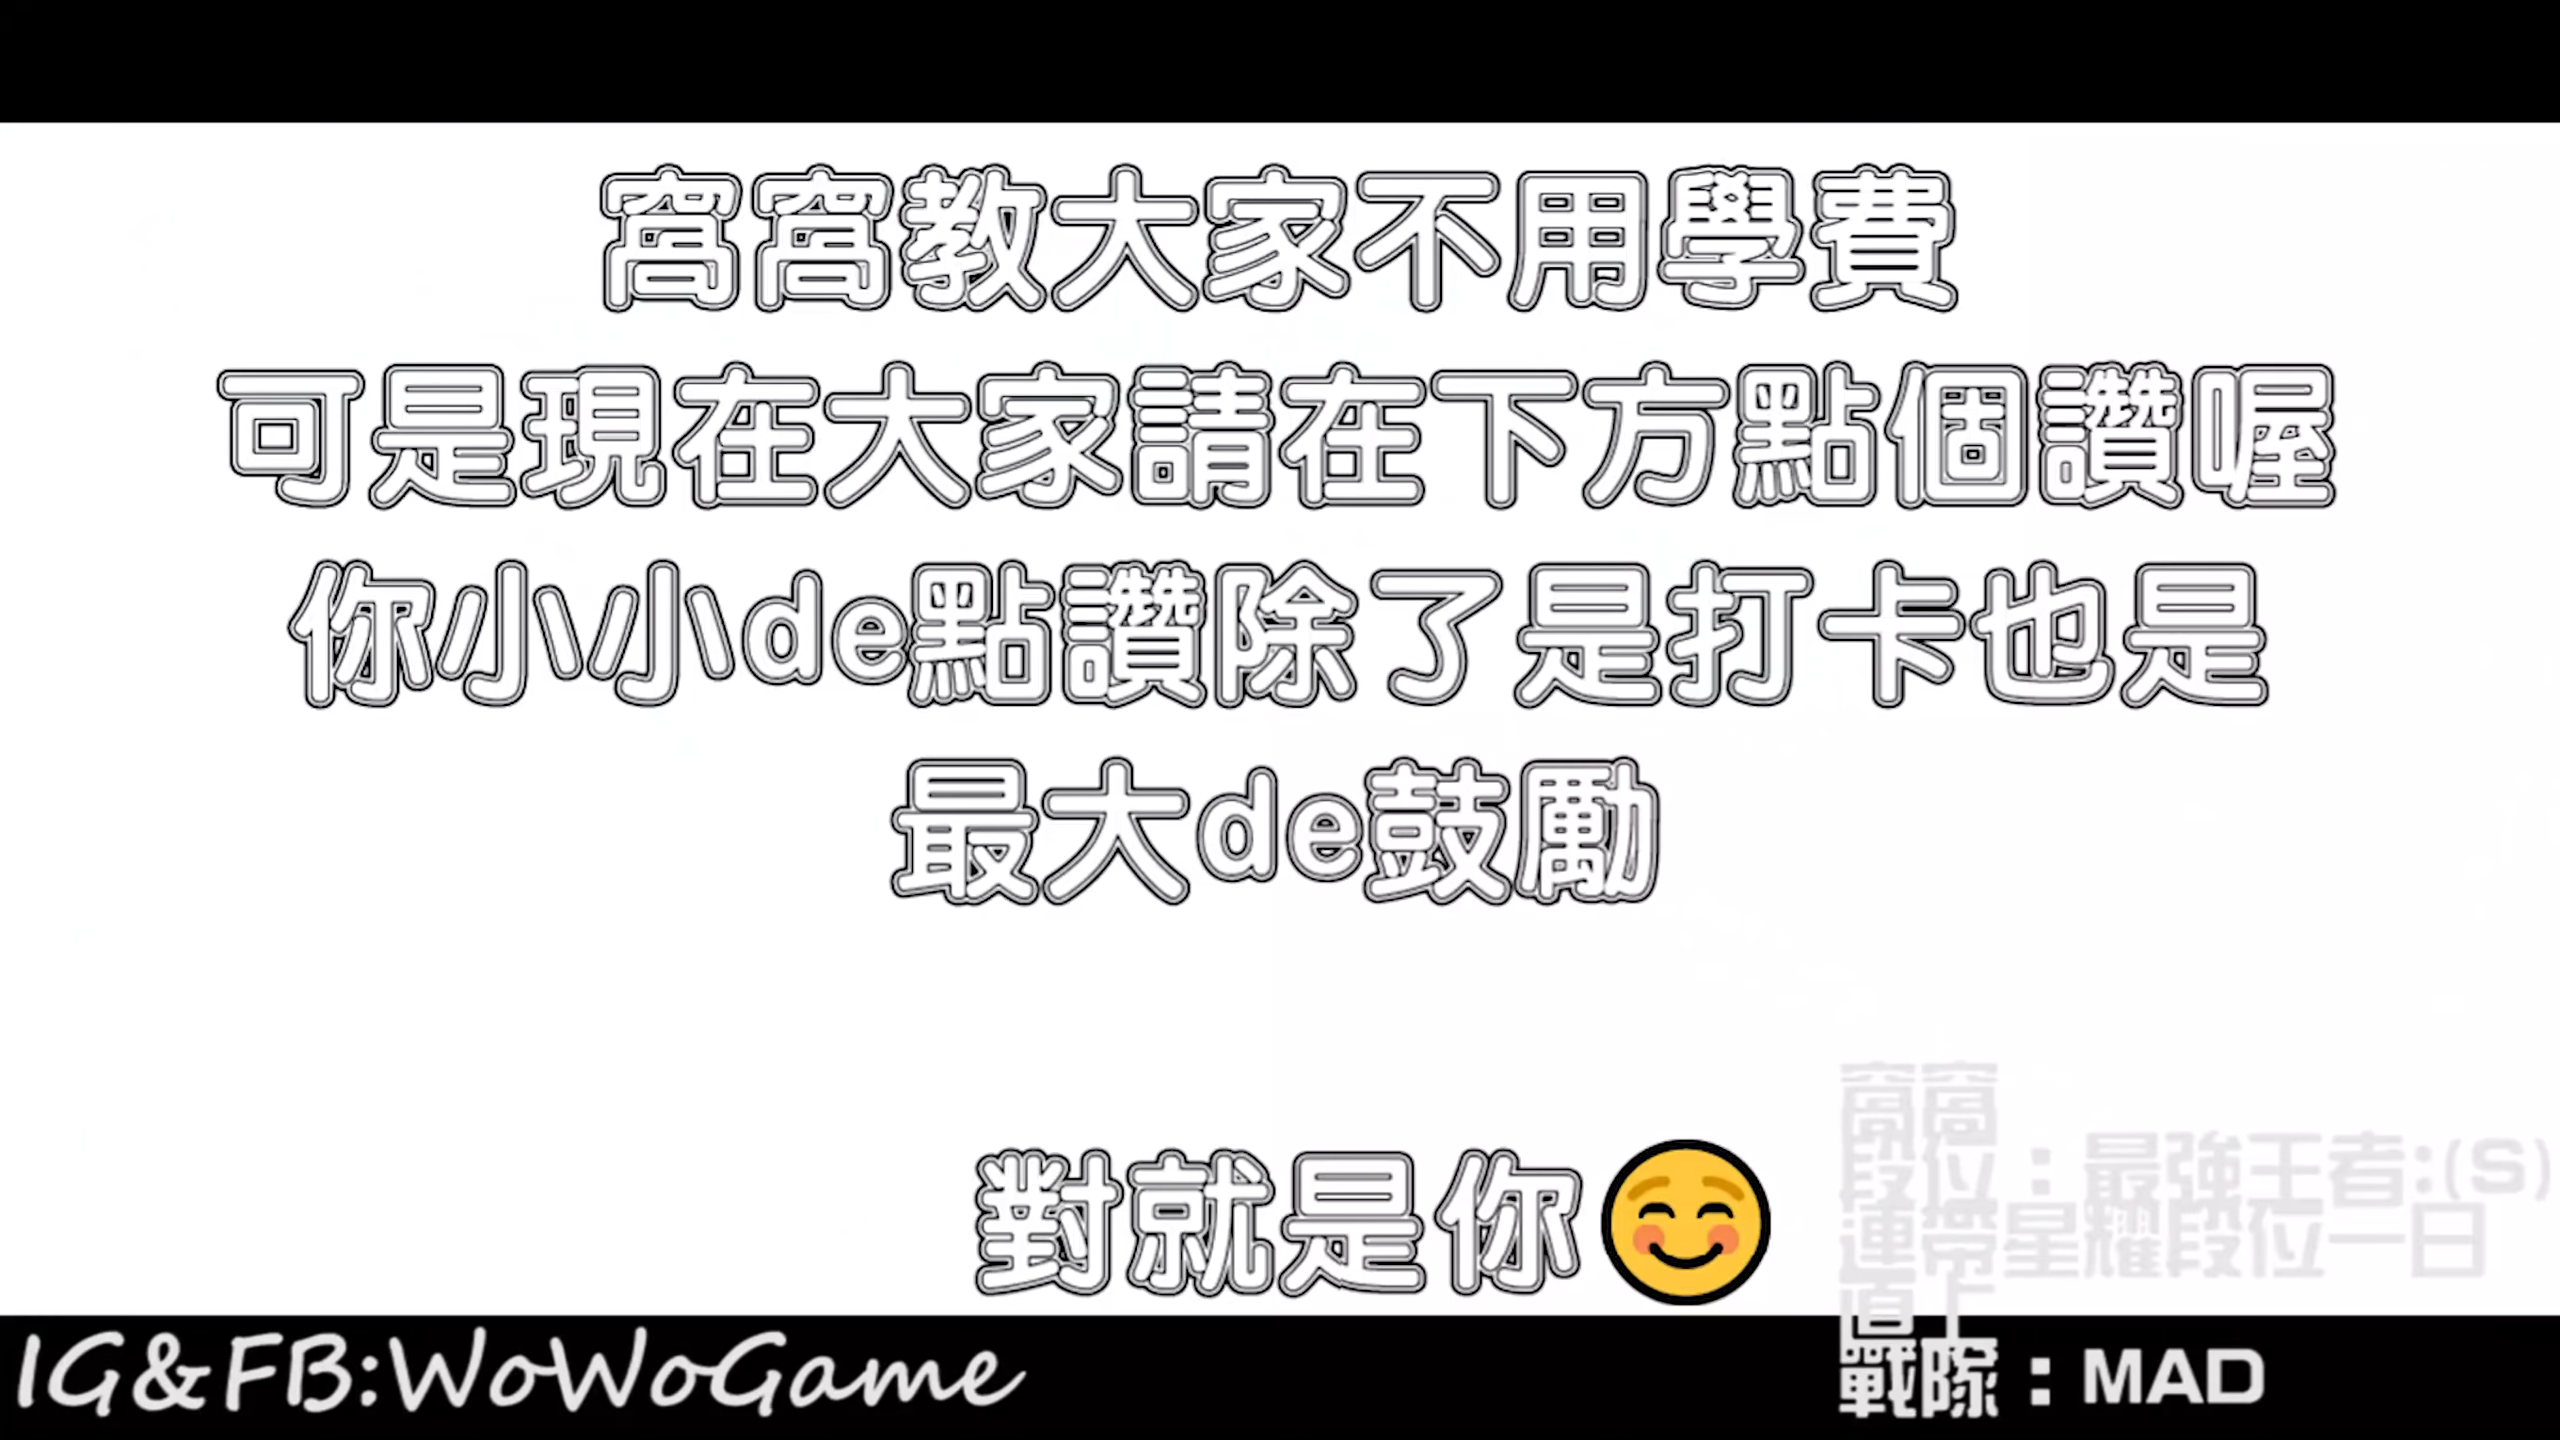 窩窩教大家不用學費
可是現在大家請在下方點個讚喔
你小小de點讚除了是打卡也是
最大de鼓勵
對就是你😊
窩窩
段位：最強王者:(S)
連帶星耀段位一日
直上
戰隊：MAD
IG&FB:WoWoGame